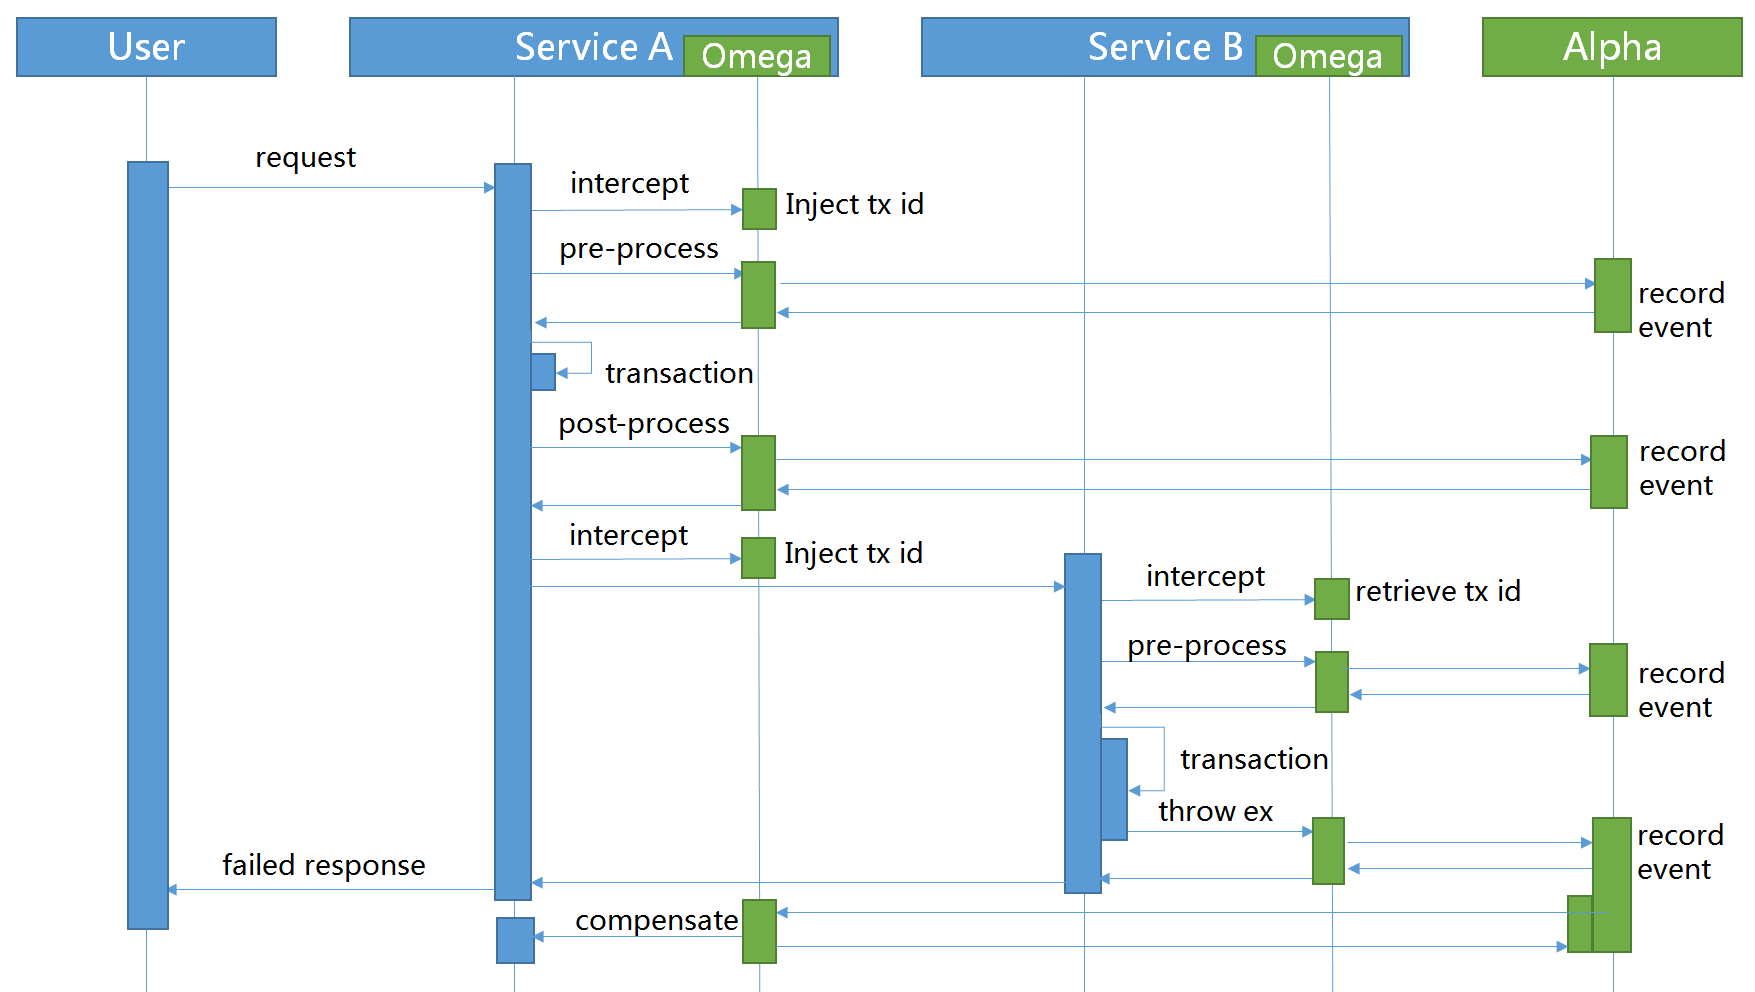 User
Service A
Omega
Service B
Omega
Alpha
request
intercept
Inject tx id
pre-process
record
event
transaction
post-process
record
event
intercept
Inject tx id
intercept
retrieve tx id
pre-process
record
event
transaction
throw ex
record
event
failed response
compensate